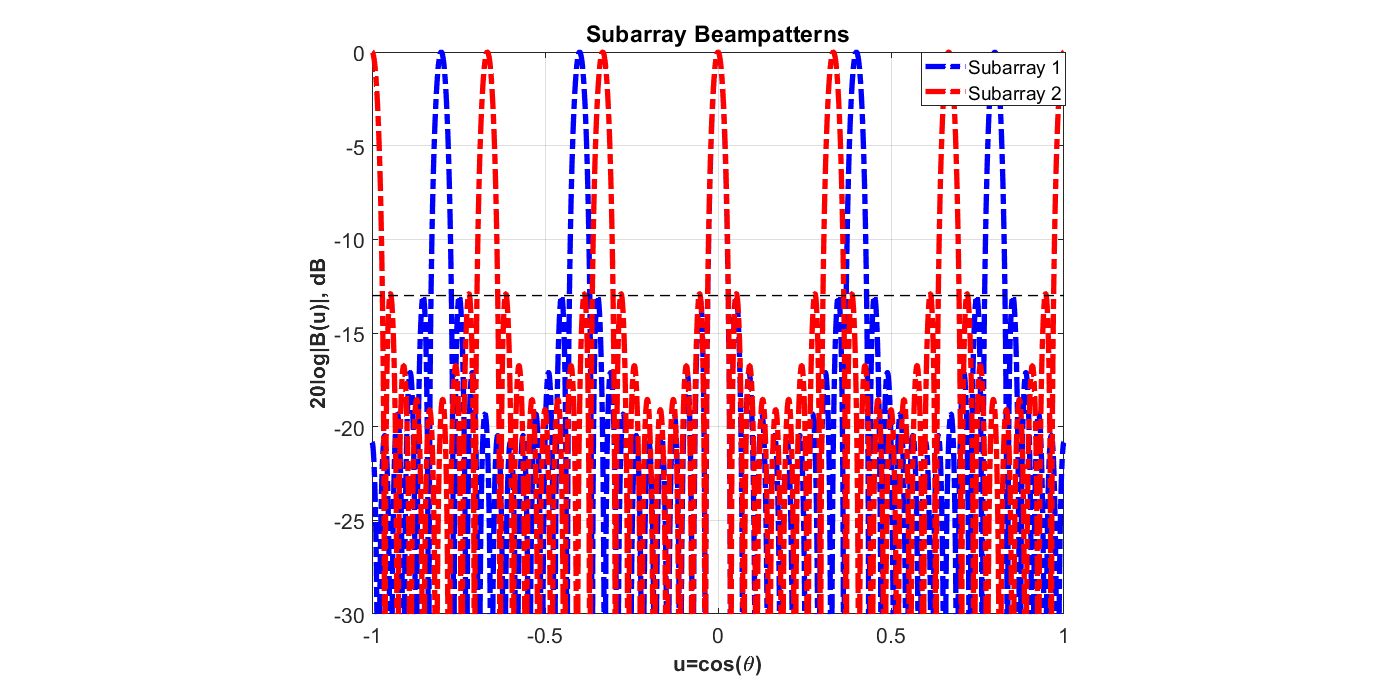 Subarray Beampatterns
Subarray 1
Subarray 2
20log|B(u)|, dB
0
-5
-10
-15
-20
-25
-30
-1
-0.5
0
0.5
1
u=cos(θ)